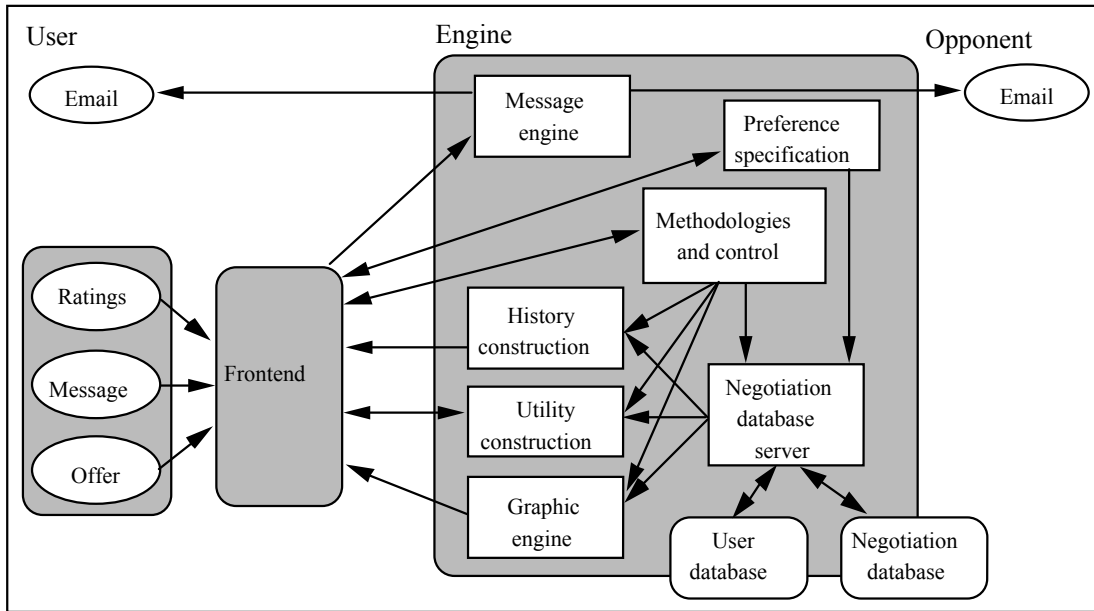 User
Engine
Opponent
Email
Message
engine
Email
Preference
specification
Methodologies
and control
Ratings
History
construction
Frontend
Message
Negotiation
database
server
Utility
construction
Offer
Graphic
engine
User
database
Negotiation
database